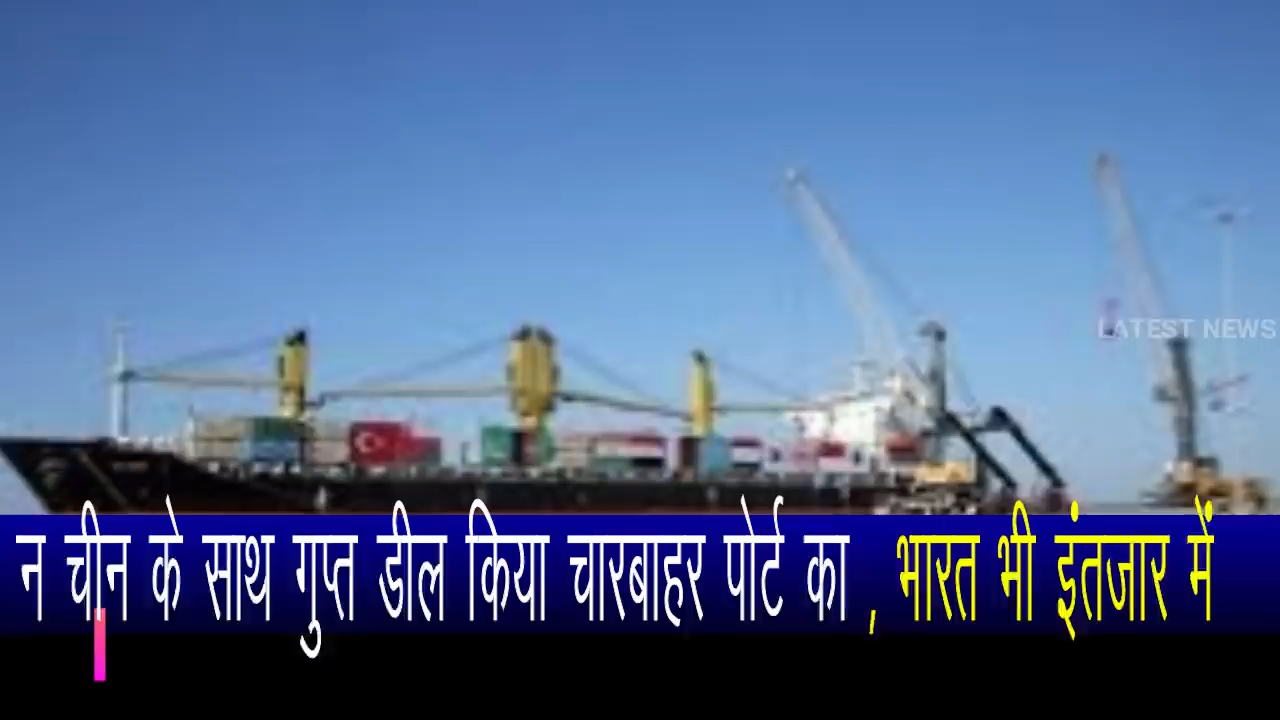 LATEST NEWS
न चीन के साथ गुप्त डील किया चारबाहर पोर्ट का , भारत भी इंतजार में